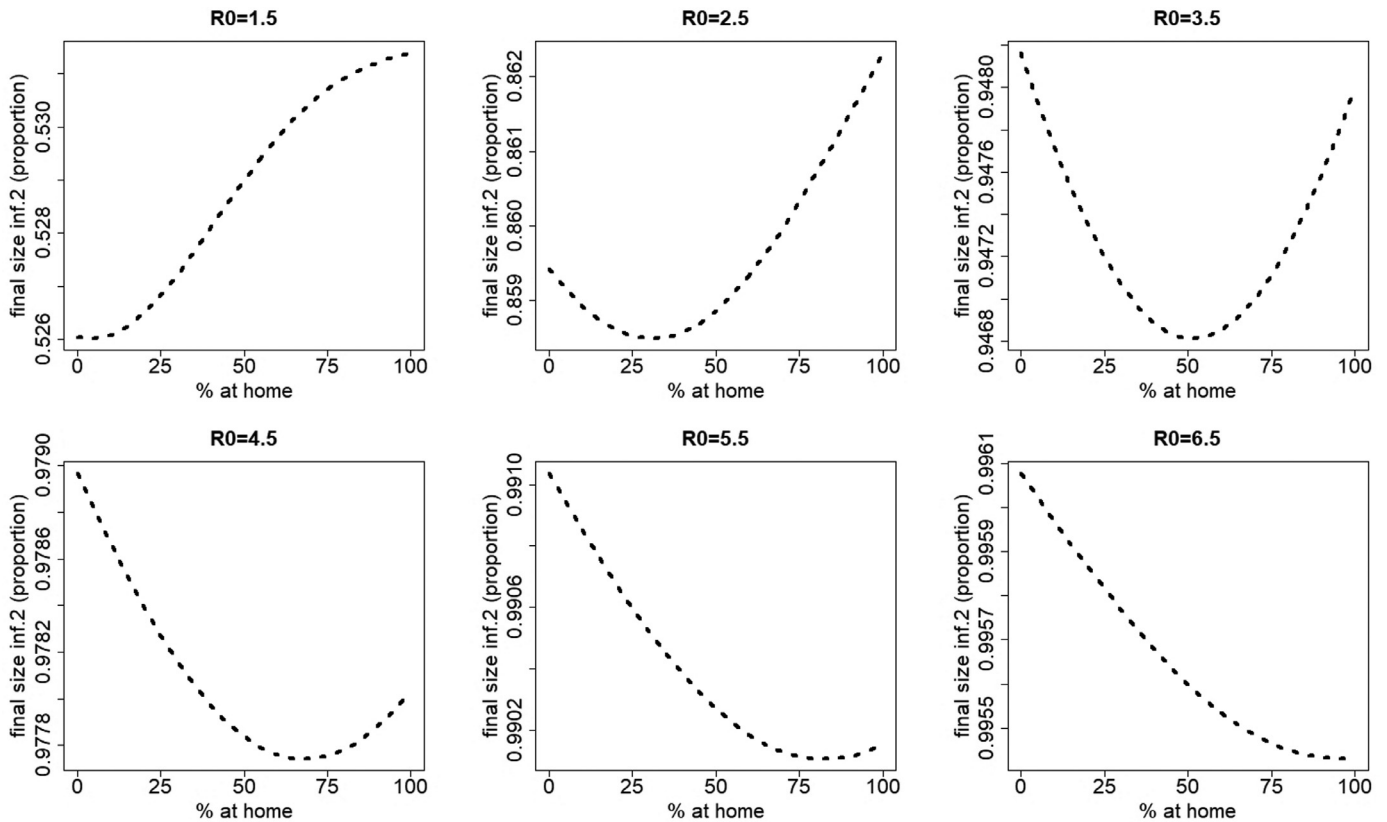 R0=1.5
final size inf.2 (proportion)
0.530
0.528
0.526
0 25 50 75 100
% at home
R0=2.5
final size inf.2 (proportion)
0.862
0.861
0.860
0.859
0 25 50 75 100
% at home
R0=3.5
final size inf.2 (proportion)
0.9480
0.9476
0.9472
0.9468
0 25 50 75 100
% at home
R0=4.5
final size inf.2 (proportion)
0.9790
0.9786
0.9782
0.9778
0 25 50 75 100
% at home
R0=5.5
final size inf.2 (proportion)
0.9910
0.9906
0.9902
0 25 50 75 100
% at home
R0=6.5
final size inf.2 (proportion)
0.9961
0.9959
0.9957
0.9955
0 25 50 75 100
% at home